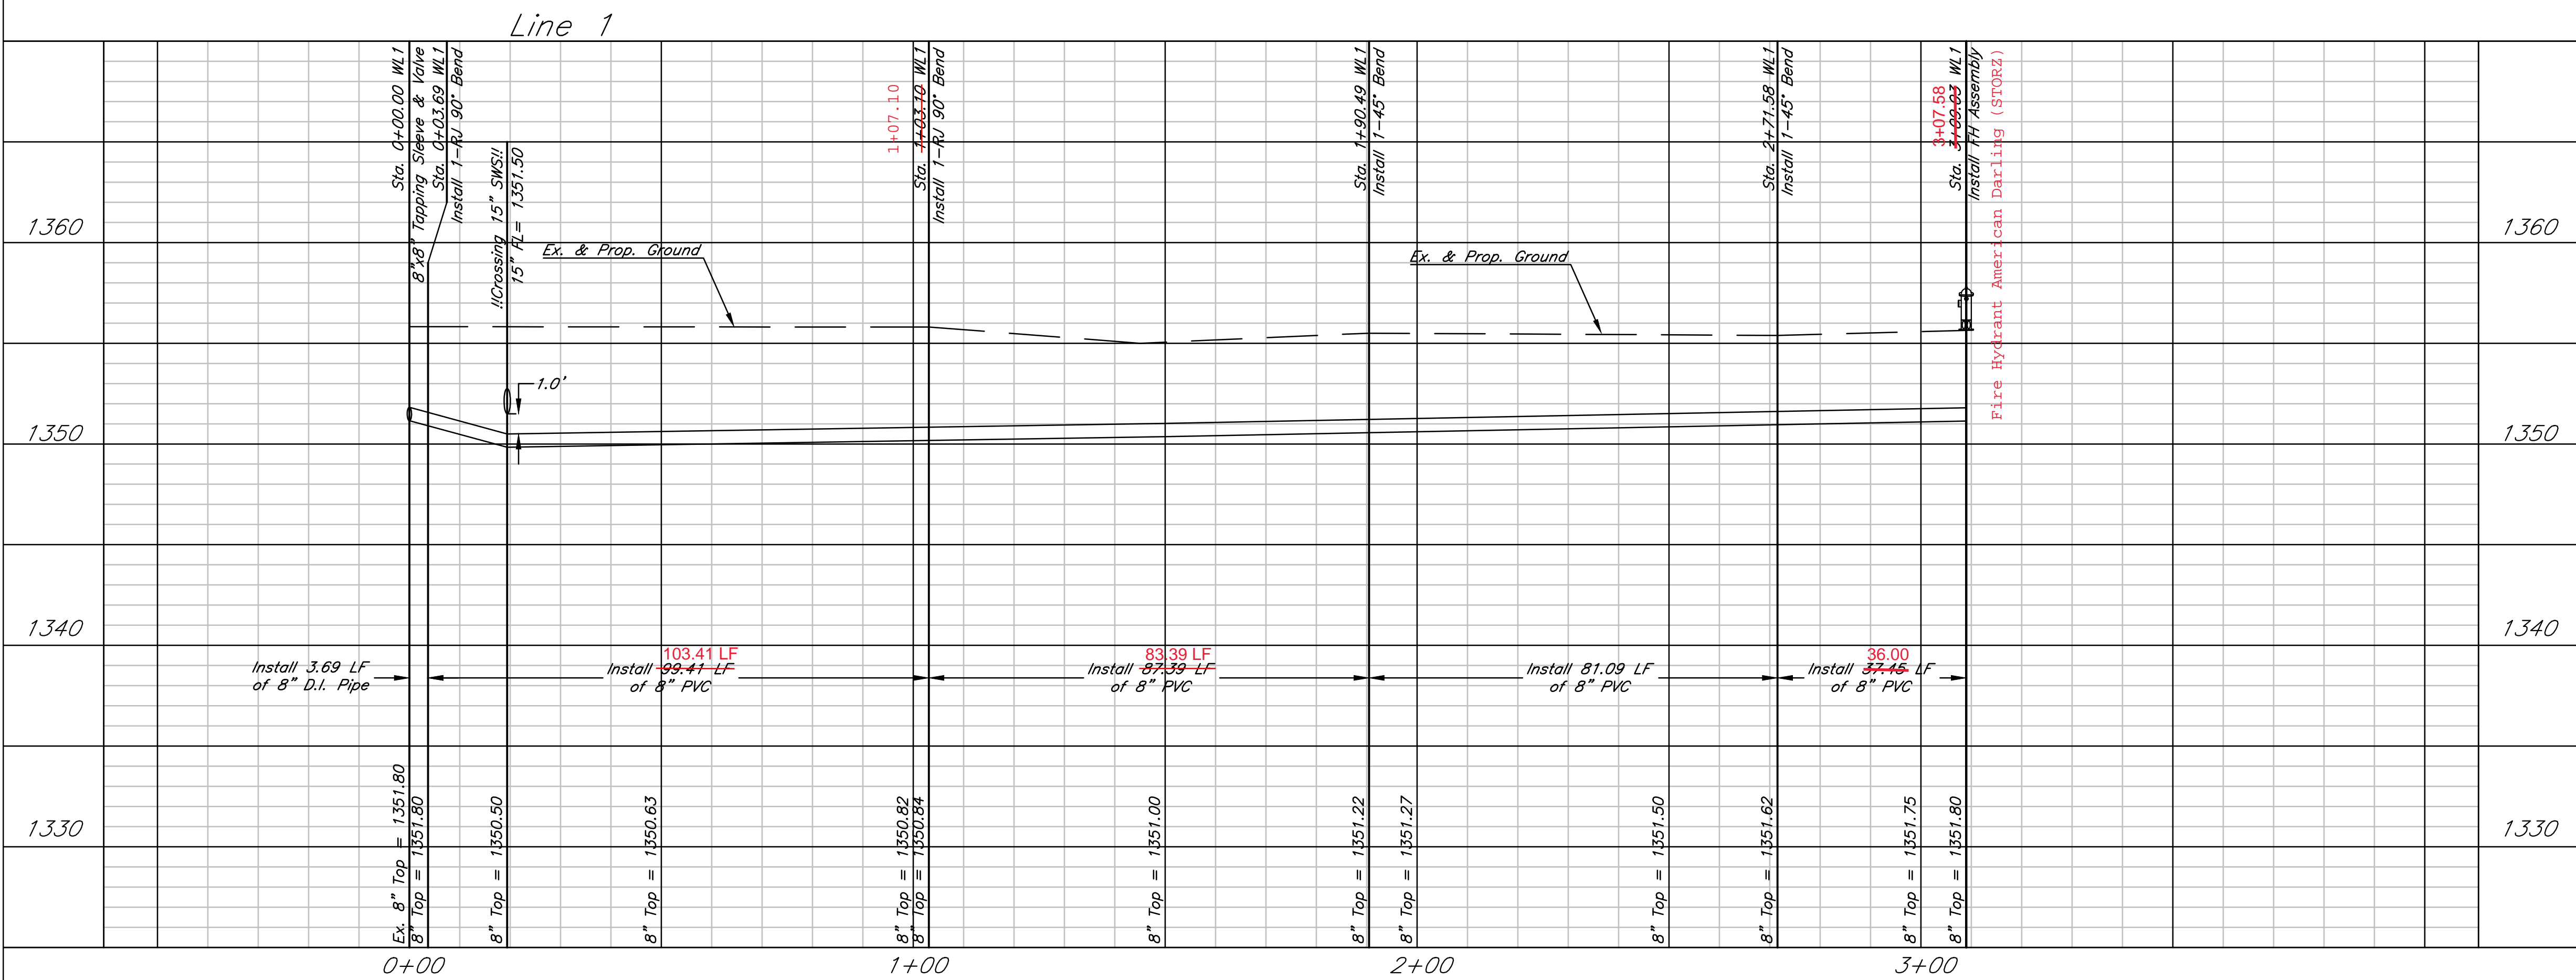 Line 1
Sta. 0+00.00 WL1
8"x8" Tapping Sleeve & Valve
Sta. 0+03.69 WL1
Install 1-RJ 90° Bend
!!Crossing 15" SWS!!
15" FL= 1351.50
1+07.10
Sta. 1+03.10 WL1
Install 1-RJ 90° Bend
Sta. 1+90.49 WL1
Install 1-45° Bend
Sta. 2+71.58 WL1
Install 1-45° Bend
3+07.58
Sta. 3+09.03 WL1
Install FH Assembly
Fire Hydrant American Darling (STORZ)
1360
1360
Ex. & Prop. Ground
Ex. & Prop. Ground
1.0'
1350
1350
1340
1340
Install 3.69 LF
of 8" D.I. Pipe
103.41 LF
Install 99.41 LF
of 8" PVC
83.39 LF
Install 87.39 LF
of 8" PVC
Install 81.09 LF
of 8" PVC
36.00
Install 37.45 LF
of 8" PVC
1330
1330
Ex. 8" Top = 1351.80
8" Top = 1351.80
8" Top = 1350.50
8" Top = 1350.63
8" Top = 1350.82
8" Top = 1350.84
8" Top = 1351.00
8" Top = 1351.22
8" Top = 1351.27
8" Top = 1351.50
8" Top = 1351.62
8" Top = 1351.75
8" Top = 1351.80
0+00
1+00
2+00
3+00